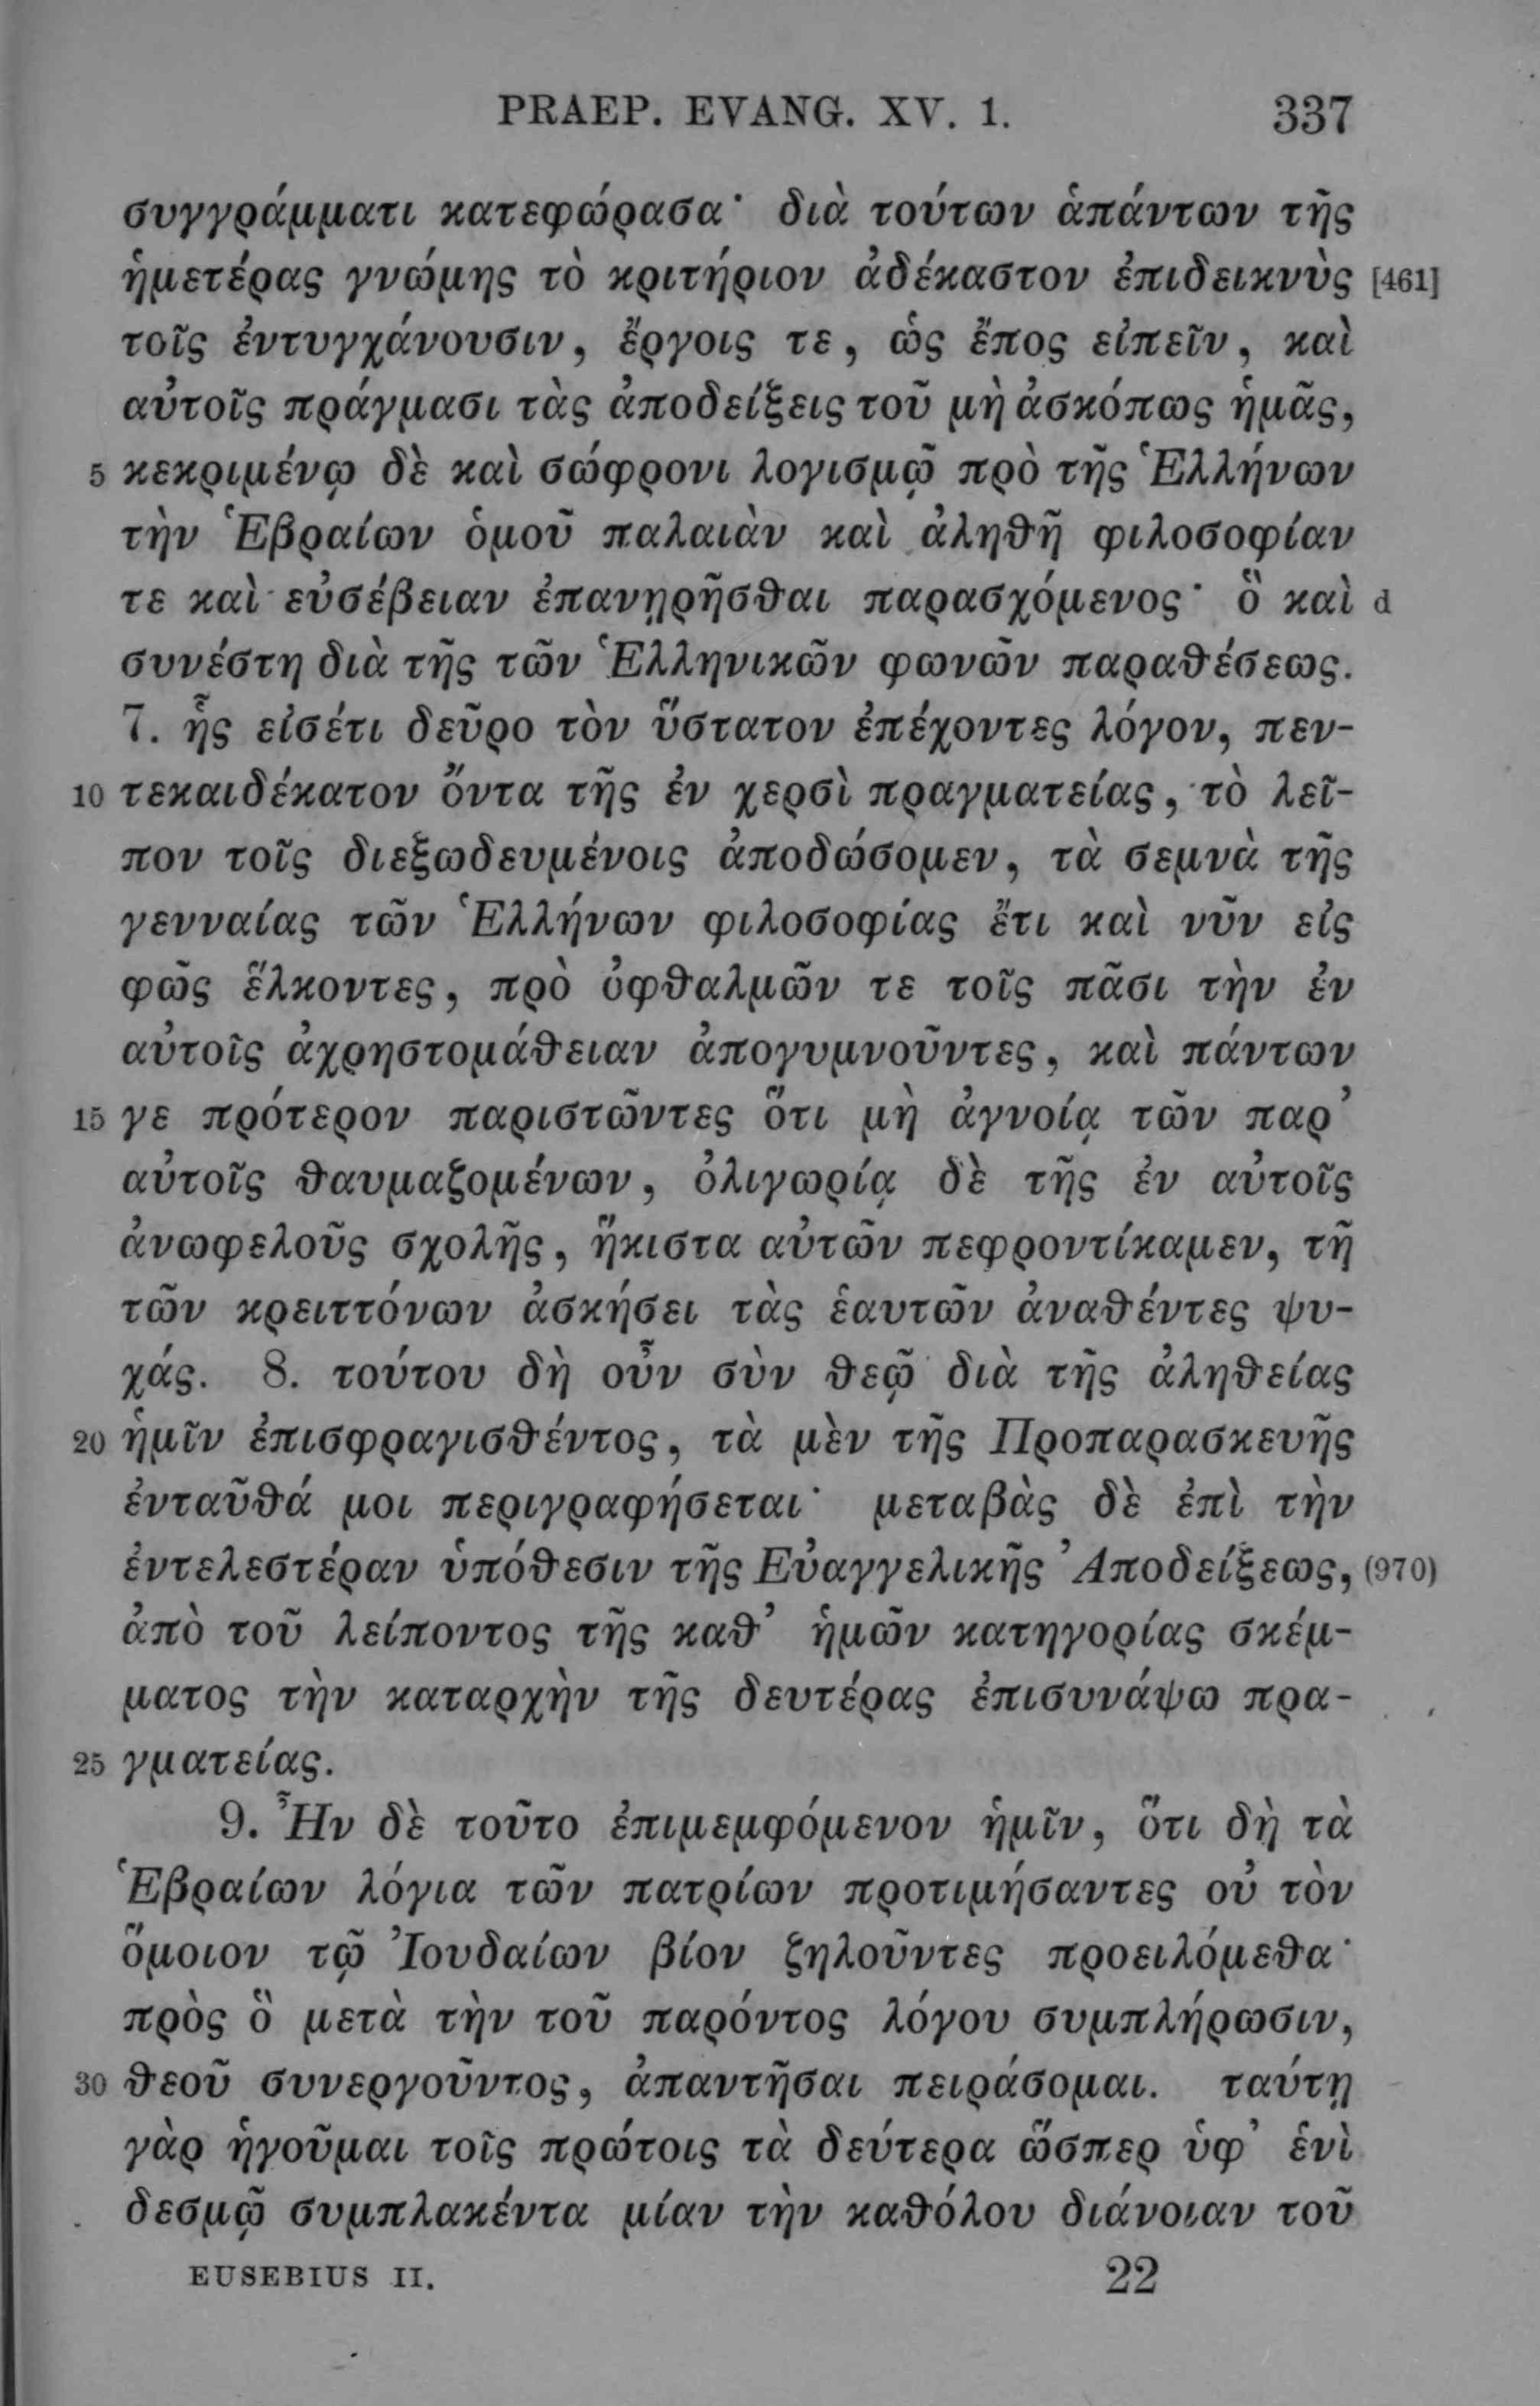 PRAEP. EVANG. XV. 1. 337
συγγράμματι κατεφώρασα· διὰ τούτων ἁπάντων τῆς
ἡμετέρας γνώμης τὸ κριτήριον ἀδέκαστον ἐπιδεικνὺς [461]
τοῖς ἐντυγχάνουσιν, ἔργοις τε, ὡς ἔπος εἰπεῖν, καὶ
αὐτοῖς πράγμασι τὰς ἀποδείξεις τοῦ μὴ ἀσκόπως ἡμᾶς,
5 κεκριμένῳ δὲ καὶ σώφρονι λογισμῷ πρὸ τῆς Ἑλλήνων
τὴν Ἑβραίων ὁμοῦ παλαιὰν καὶ ἀληθῆ φιλοσοφίαν
τε καὶ εὐσέβειαν ἐπανῃρῆσθαι παρασχόμενος· ὃ καὶ d
συνέστη διὰ τῆς τῶν Ἑλληνικῶν φωνῶν παραθέσεως.
7. ἧς εἰσέτι δεῦρο τὸν ὕστατον ἐπέχοντες λόγον, πεν-
10 τεκαιδέκατον ὄντα τῆς ἐν χερσὶ πραγματείας, τὸ λεῖ-
πον τοῖς διεξωδευμένοις ἀποδώσομεν, τὰ σεμνὰ τῆς
γενναίας τῶν Ἑλλήνων φιλοσοφίας ἔτι καὶ νῦν εἰς
φῶς ἕλκοντες, πρὸ ὀφθαλμῶν τε τοῖς πᾶσι τὴν ἐν
αὐτοῖς ἀχρηστομάθειαν ἀπογυμνοῦντες, καὶ πάντων
15 γε πρότερον παριστῶντες ὅτι μὴ ἀγνοίᾳ τῶν παρ’
αὐτοῖς θαυμαζομένων, ὀλιγωρίᾳ δὲ τῆς ἐν αὐτοῖς
ἀνωφελοῦς σχολῆς, ἥκιστα αὐτῶν πεφροντίκαμεν, τῇ
τῶν κρειττόνων ἀσκήσει τὰς ἑαυτῶν ἀναθέντες ψυ-
χάς. 8. τούτου δὴ οὖν σὺν θεῷ διὰ τῆς ἀληθείας
20 ἡμῖν ἐπισφραγισθέντος, τὰ μὲν τῆς Προπαρασκευῆς
ἐνταῦθά μοι περιγραφήσεται· μεταβὰς δὲ ἐπὶ τὴν
ἐντελεστέραν ὑπόθεσιν τῆς Εὐαγγελικῆς Ἀποδείξεως, (970)
ἀπὸ τοῦ λείποντος τῆς καθ’ ἡμῶν κατηγορίας σκέμ-
ματος τὴν καταρχὴν τῆς δευτέρας ἐπισυνάψω πρα-
25 γματείας.
9. Ἦν δὲ τοῦτο ἐπιμεμφόμενον ἡμῖν, ὅτι δὴ τὰ
Ἑβραίων λόγια τῶν πατρίων προτιμήσαντες οὐ τὸν
ὅμοιον τῷ Ἰουδαίων βίον ζηλοῦντες προειλόμεθα·
πρὸς ὃ μετὰ τὴν τοῦ παρόντος λόγου συμπλήρωσιν,
30 θεοῦ συνεργοῦντος, ἀπαντῆσαι πειράσομαι. ταύτῃ
γὰρ ἡγοῦμαι τοῖς πρώτοις τὰ δεύτερα ὥσπερ ὑφ’ ἑνὶ
δεσμῷ συμπλακέντα μίαν τὴν καθόλου διάνοιαν τοῦ
EUSEBIUS II. 22